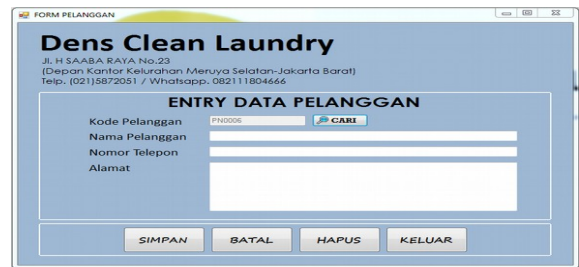 FORM PELANGGAN
Dens Clean Laundry
Jl. H SAABA RAYA No.23
(Depan Kantor Kelurahan Meruya Selatan-Jakarta Barat)
Telp. (021)5872051 / Whatsapp. 082111804666
ENTRY DATA PELANGGAN
Kode Pelanggan PN0006 CARI
Nama Pelanggan
Nomor Telepon
Alamat
SIMPAN BATAL HAPUS KELUAR